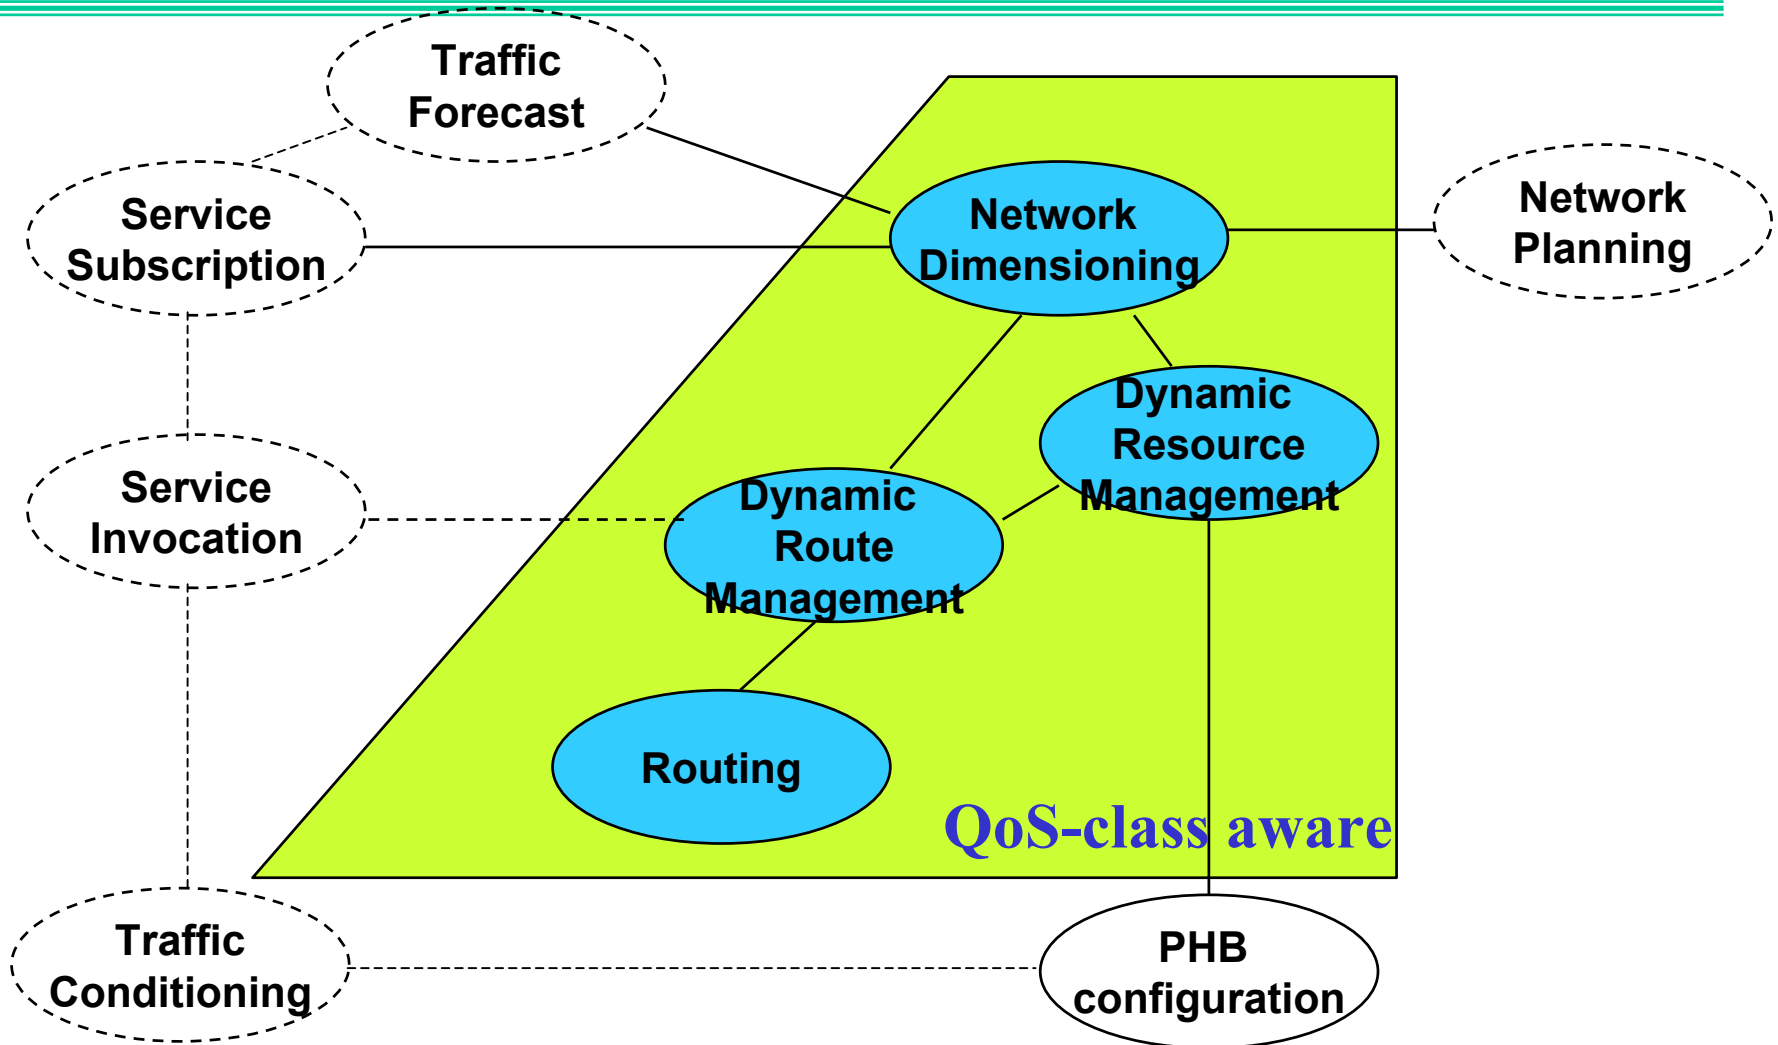 Traffic
Forecast
Service
Subscription
Network
Dimensioning
Network
Planning
Dynamic
Resource
Management
Service
Invocation
Dynamic
Route
Management
Routing
QoS-class aware
Traffic
Conditioning
PHB
configuration